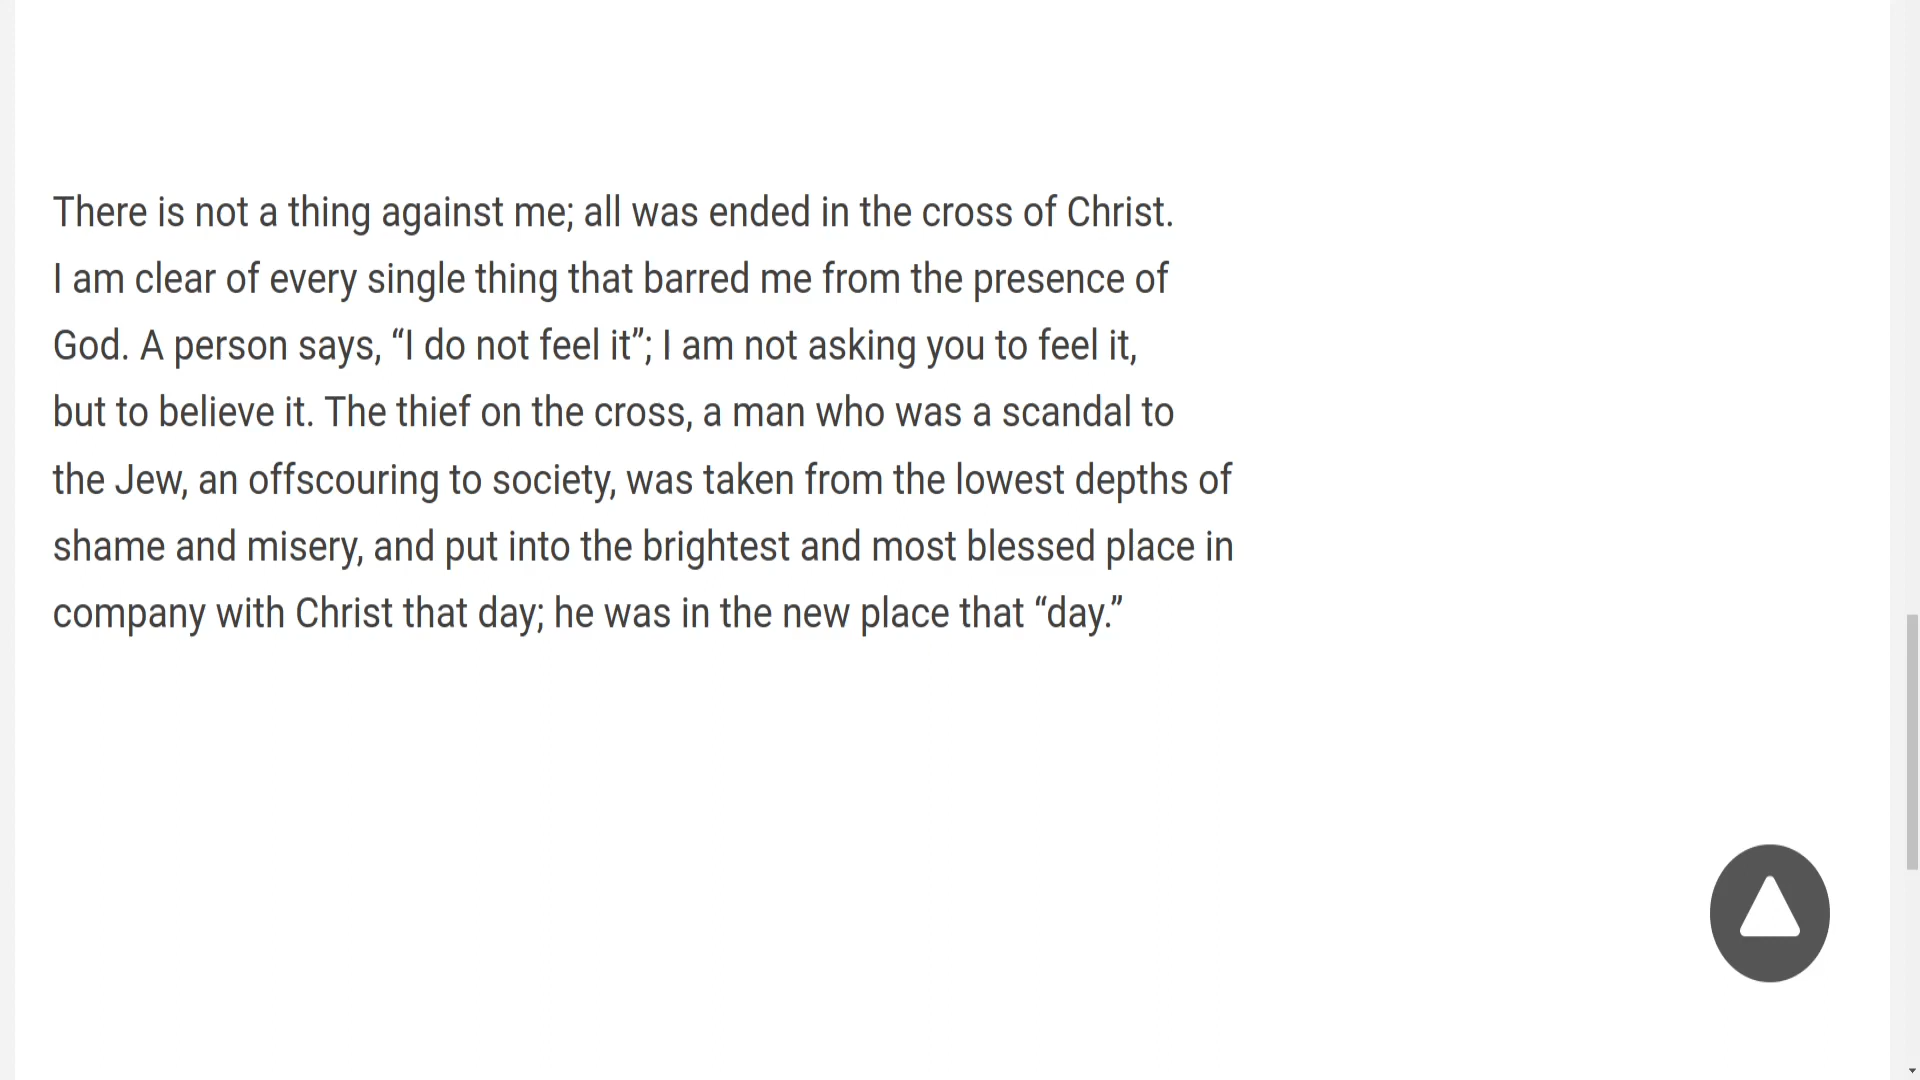 There is not a thing against me; all was ended in the cross of Christ.
I am clear of every single thing that barred me from the presence of
God. A person says, “I do not feel it”; I am not asking you to feel it,
but to believe it. The thief on the cross, a man who was a scandal to
the Jew, an offscouring to society, was taken from the lowest depths of
shame and misery, and put into the brightest and most blessed place in
company with Christ that day; he was in the new place that “day.”